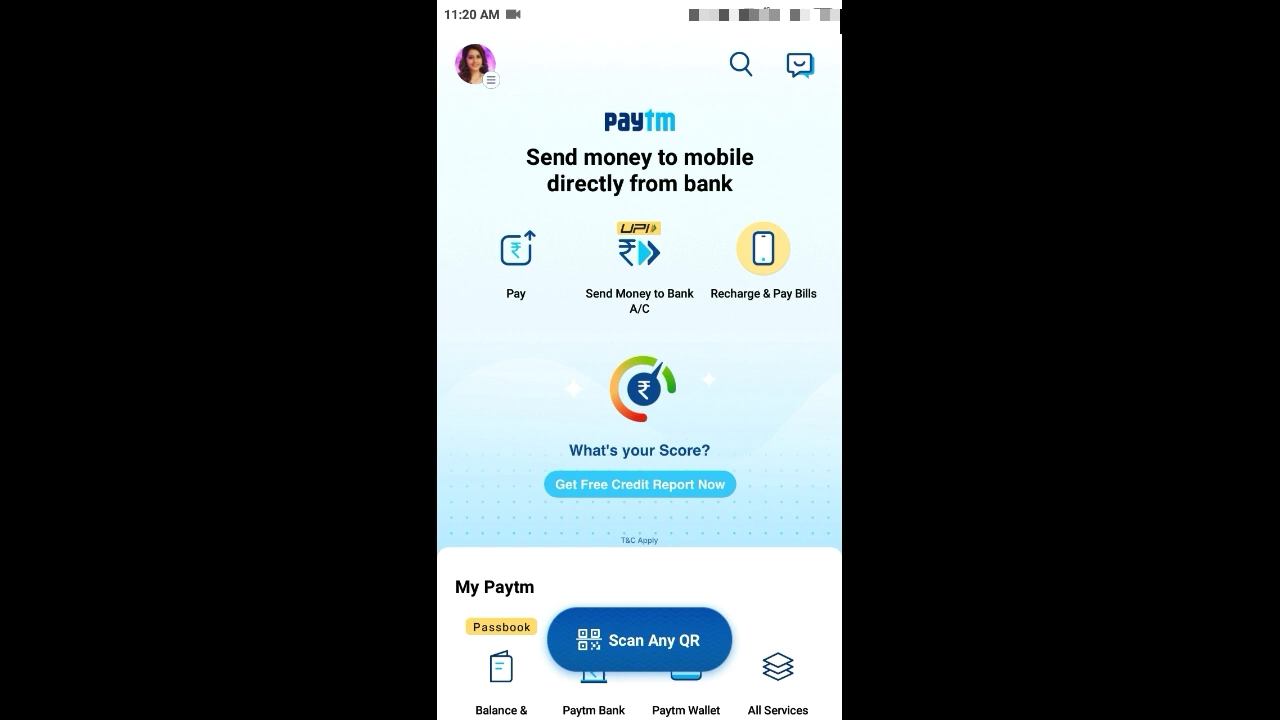 11:20 AM
paytm
Send money to mobile
directly from bank
UPI
Pay
Send Money to Bank
A/C
Recharge & Pay Bills
What's your Score?
Get Free Credit Report Now
T&C Apply
My Paytm
Passbook
Scan Any QR
Balance &
Paytm Bank
Paytm Wallet
All Services